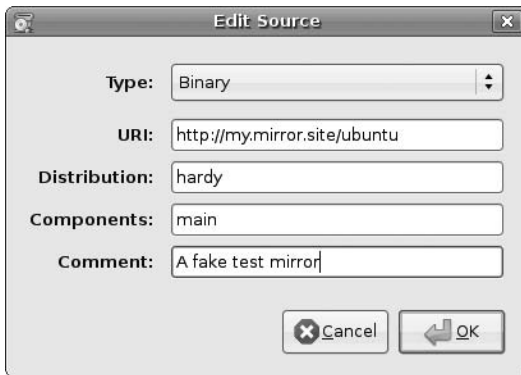 Edit Source
Type: Binary
URI: http://my.mirror.site/ubuntu
Distribution: hardy
Components: main
Comment: A fake test mirror
Cancel OK